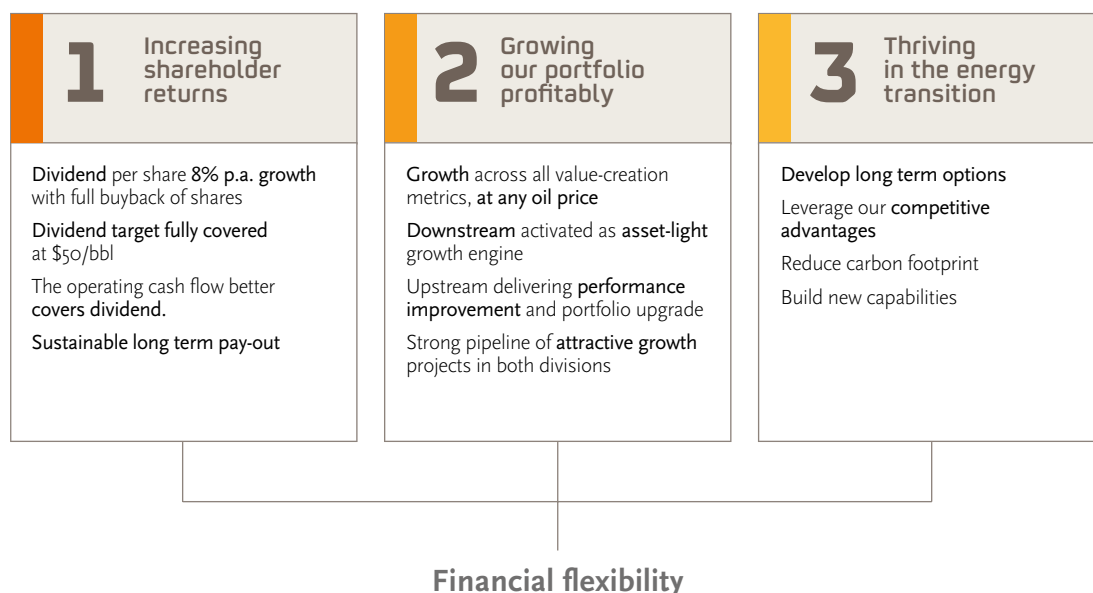 1
Increasing
shareholder
returns
Dividend per share 8% p.a. growth
with full buyback of shares
Dividend target fully covered
at $50/bbl
The operating cash flow better
covers dividend.
Sustainable long term pay-out
2
Growing
our portfolio
profitably
Growth across all value-creation
metrics, at any oil price
Downstream activated as asset-light
growth engine
Upstream delivering performance
improvement and portfolio upgrade
Strong pipeline of attractive growth
projects in both divisions
3
Thriving
in the energy
transition
Develop long term options
Leverage our competitive
advantages
Reduce carbon footprint
Build new capabilities
Financial flexibility